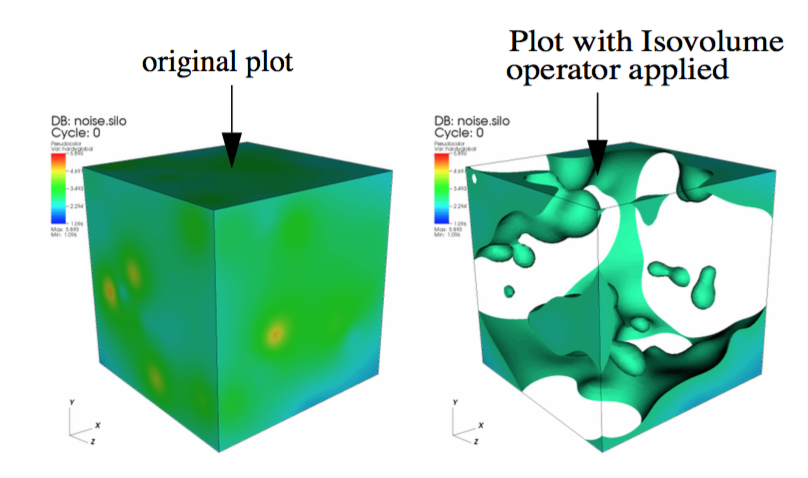 original plot
Plot with Isovolume
operator applied
DB: noise.silo
Cycle: 0
Pseudocolor
Var: hardyglobal
5.890
4.691
3.493
2.294
1.096
Max: 5.890
Min: 1.096
Y
X
Z
DB: noise.silo
Cycle: 0
Pseudocolor
Var: hardyglobal
5.890
4.691
3.493
2.294
1.096
Max: 5.890
Min: 1.096
Y
X
Z